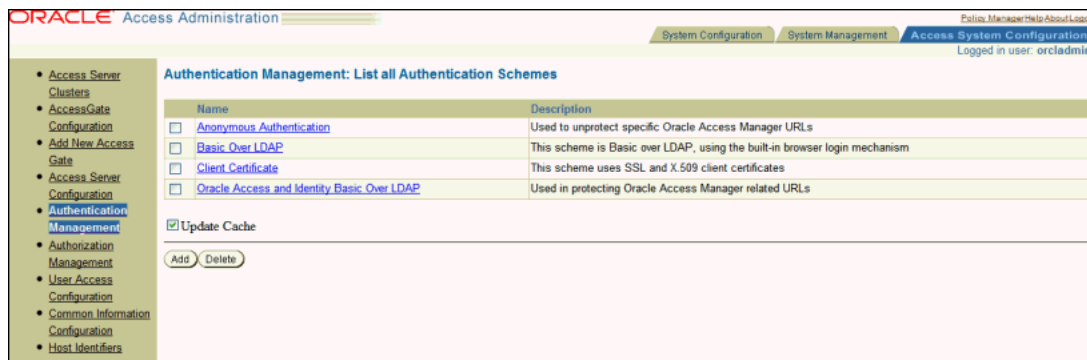 ORACLE Access Administration
Policy Manager Help About
System Configuration System Management Access System Configuration
Logged in user: orcladmin
Access Server
Clusters
AccessGate
Configuration
Add New Access
Gate
Access Server
Configuration
Authentication
Management
Authorization
Management
User Access
Configuration
Common Information
Configuration
Host Identifiers
Authentication Management: List all Authentication Schemes
Name Description
Anonymous Authentication Used to unprotect specific Oracle Access Manager URLs
Basic Over LDAP This scheme is Basic over LDAP, using the built-in browser login mechanism
Client Certificate This scheme uses SSL and X.509 client certificates
Oracle Access and Identity Basic Over LDAP Used in protecting Oracle Access Manager related URLs
Update Cache
Add Delete